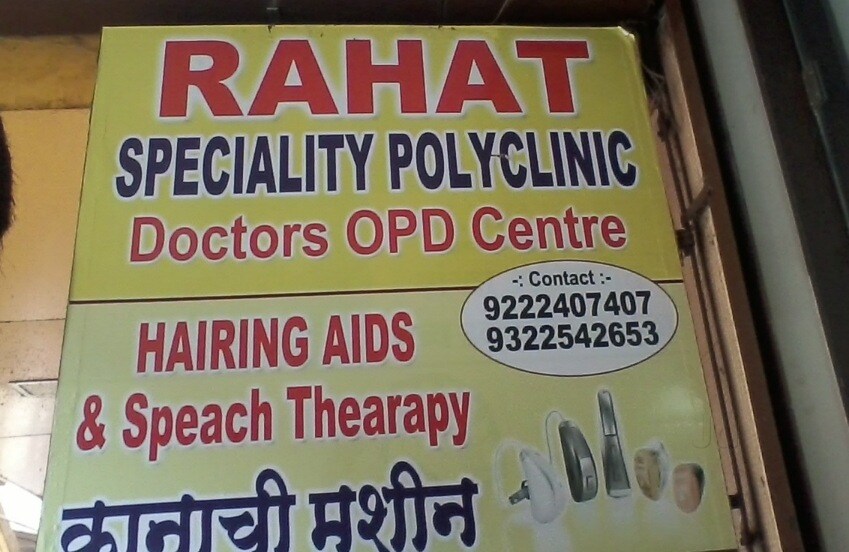 RAHAT
SPECIALITY POLYCLINIC
Doctors OPD Centre
-: Contact :-
9222407407
9322542653
HAIRING AIDS
& Speach Thearapy
कानाची मशीन